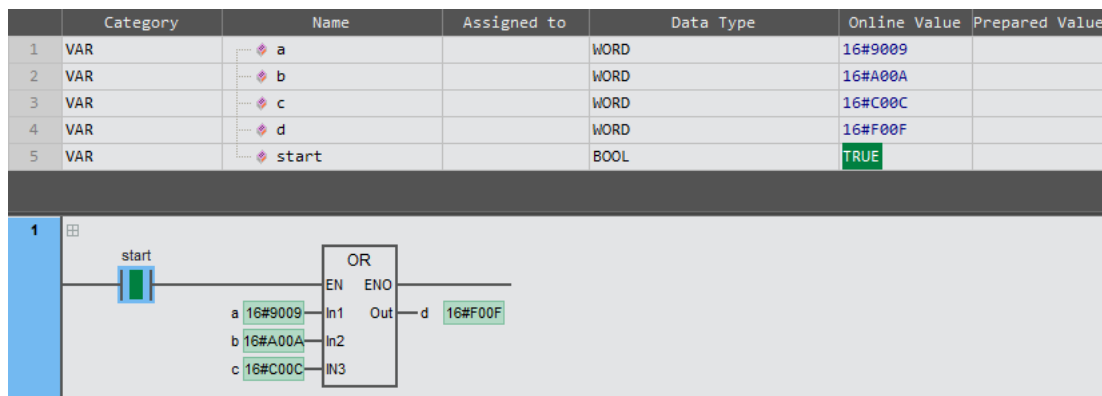 Category Name Assigned to Data Type Online Value Prepared Value
1 VAR a WORD 16#9009
2 VAR b WORD 16#A00A
3 VAR c WORD 16#C00C
4 VAR d WORD 16#F00F
5 VAR start BOOL TRUE
1
start
OR
EN ENO
a 16#9009 In1 Out d 16#F00F
b 16#A00A In2
c 16#C00C IN3